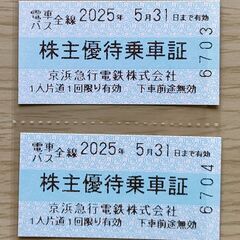 電車
バス
全線 2025年 5月31日まで有効
株主優待乗車証
京浜急行電鉄株式会社
1人片道1回限り有効 下車前途無効
6703
電車
バス
全線 2025年 5月31日まで有効
株主優待乗車証
京浜急行電鉄株式会社
1人片道1回限り有効 下車前途無効
6704